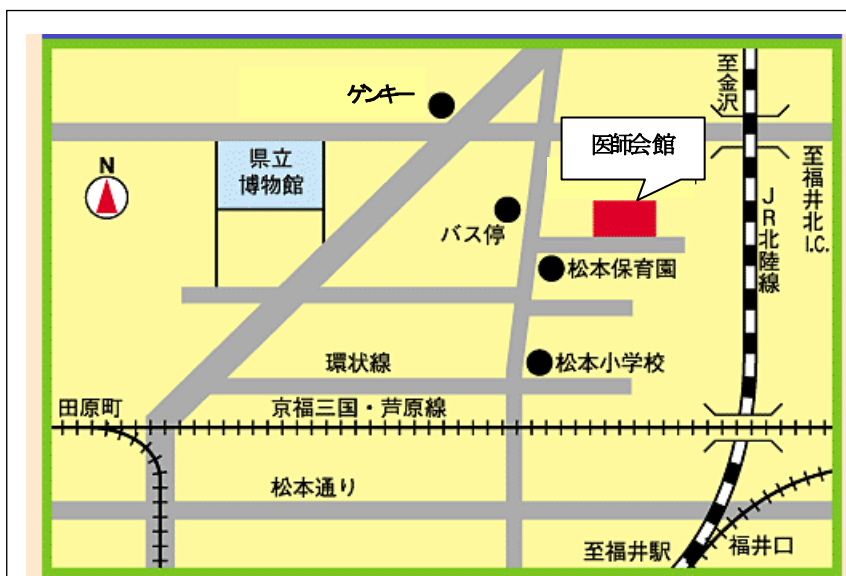 ゲンキー
至金沢
県立
博物館
N
医師会館
至福井北I.C.
JR北陸線
バス停
松本保育園
環状線
松本小学校
田原町
京福三国・芦原線
松本通り
至福井駅
福井口